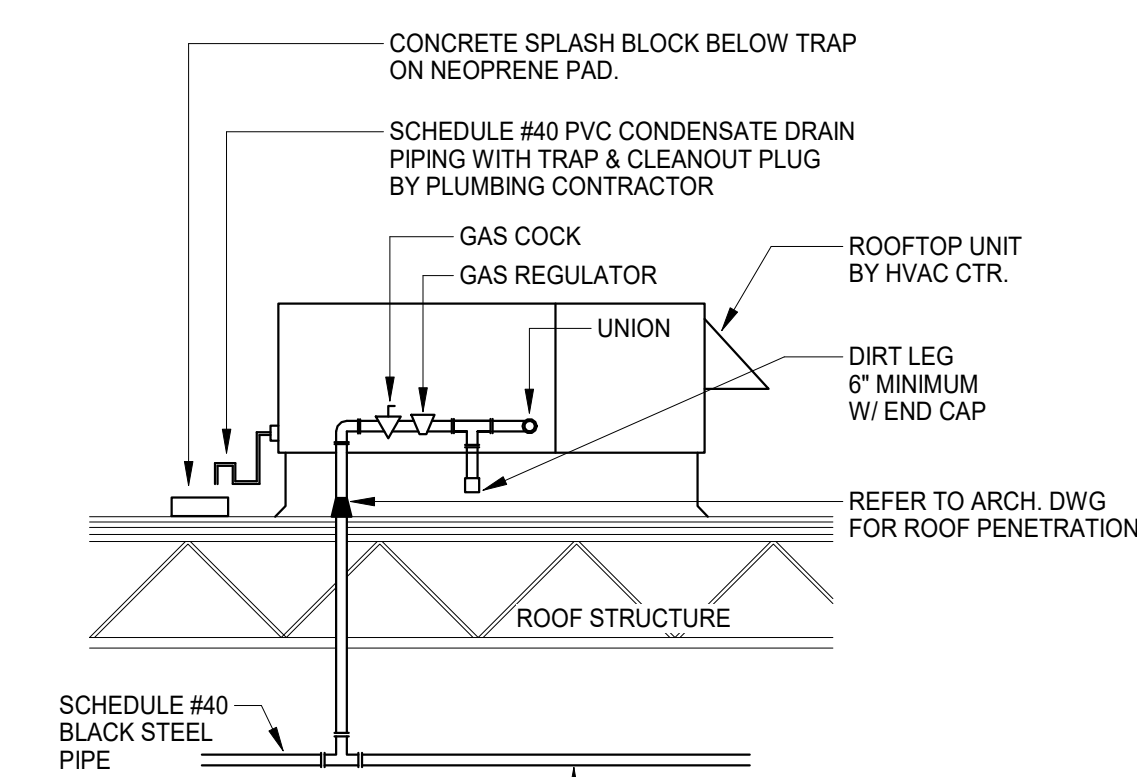 CONCRETE SPLASH BLOCK BELOW TRAP
ON NEOPRENE PAD.
SCHEDULE #40 PVC CONDENSATE DRAIN
PIPING WITH TRAP & CLEANOUT PLUG
BY PLUMBING CONTRACTOR
GAS COCK
GAS REGULATOR
ROOFTOP UNIT
BY HVAC CTR.
UNION
DIRT LEG
6" MINIMUM
W/ END CAP
REFER TO ARCH. DWG
FOR ROOF PENETRATION
ROOF STRUCTURE
SCHEDULE #40
BLACK STEEL
PIPE